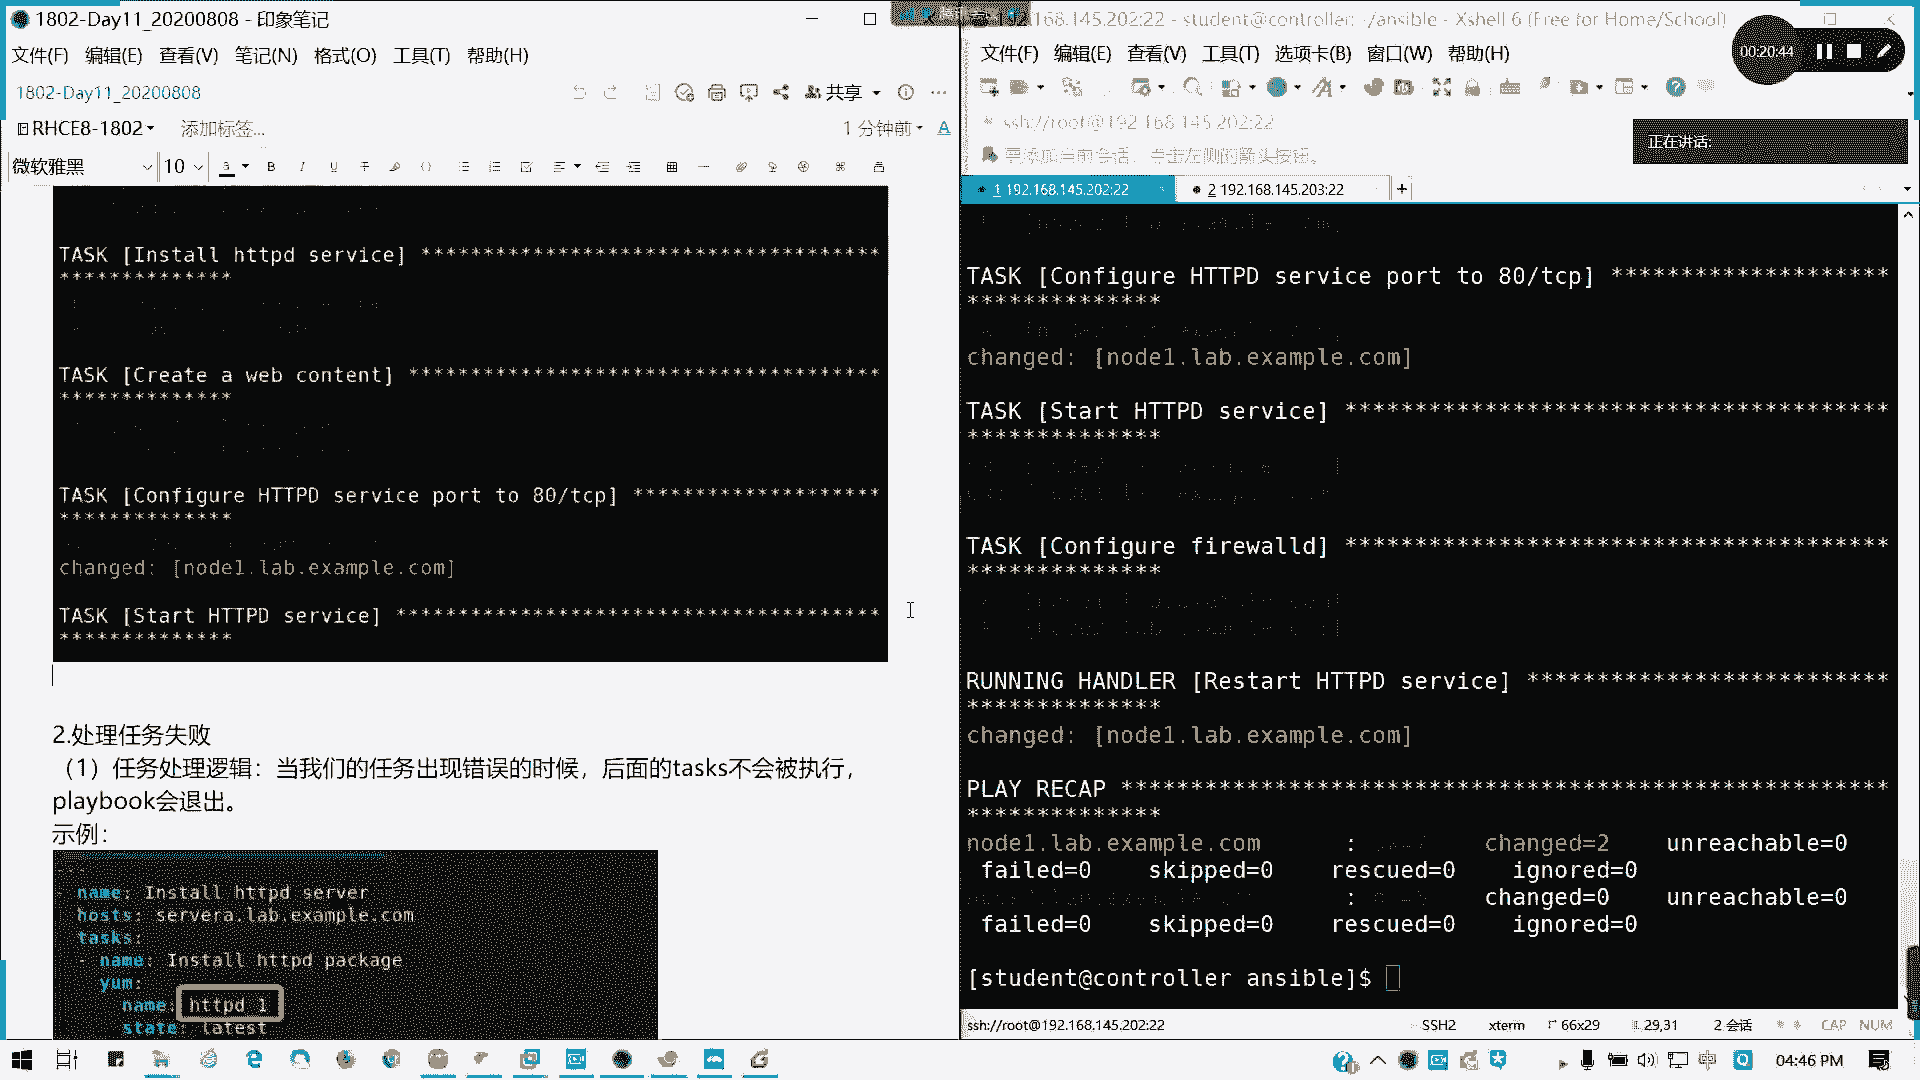 1802-Day11_20200808 - 印象笔记
文件(F) 编辑(E) 查看(V) 笔记(N) 格式(O) 工具(T) 帮助(H)
1802-Day11_20200808
共享
RHCE8-1802
添加标签...
1 分钟前
微软雅黑
10
TASK [Install httpd service] *************************************
**************
TASK [Create a web content] **************************************
**************
TASK [Configure HTTPD service port to 80/tcp] ********************
**************
changed: [node1.lab.example.com]
TASK [Start HTTPD service] ***************************************
**************
2.处理任务失败
（1）任务处理逻辑：当我们的任务出现错误的时候，后面的tasks不会被执行，
playbook会退出。
示例：
- name: Install httpd server
hosts: servera.lab.example.com
tasks:
- name: Install httpd package
yum:
name: httpd 1
state: latest
168.145.202:22 - student@controller: ~/ansible - Xshell 6 (Free for Home/School)
文件(F) 编辑(E) 查看(V) 工具(T) 选项卡(B) 窗口(W) 帮助(H)
00:20:44
ssh://root@192.168.145.202:22
要添加当前会话，点击左侧的箭头按钮。
正在讲话:
1 192.168.145.202:22
2 192.168.145.203:22
TASK [Configure HTTPD service port to 80/tcp] ********************
**************
changed: [node1.lab.example.com]
TASK [Start HTTPD service] ***************************************
**************
TASK [Configure firewalld] ***************************************
**************
RUNNING HANDLER [Restart HTTPD service] **************************
**************
changed: [node1.lab.example.com]
PLAY RECAP *******************************************************
**************
node1.lab.example.com : changed=2 unreachable=0
failed=0 skipped=0 rescued=0 ignored=0
: changed=0 unreachable=0
failed=0 skipped=0 rescued=0 ignored=0
[student@controller ansible]$
ssh://root@192.168.145.202:22
SSH2
xterm
66x29
29,31
2 会话
CAP NUM
中
04:46 PM